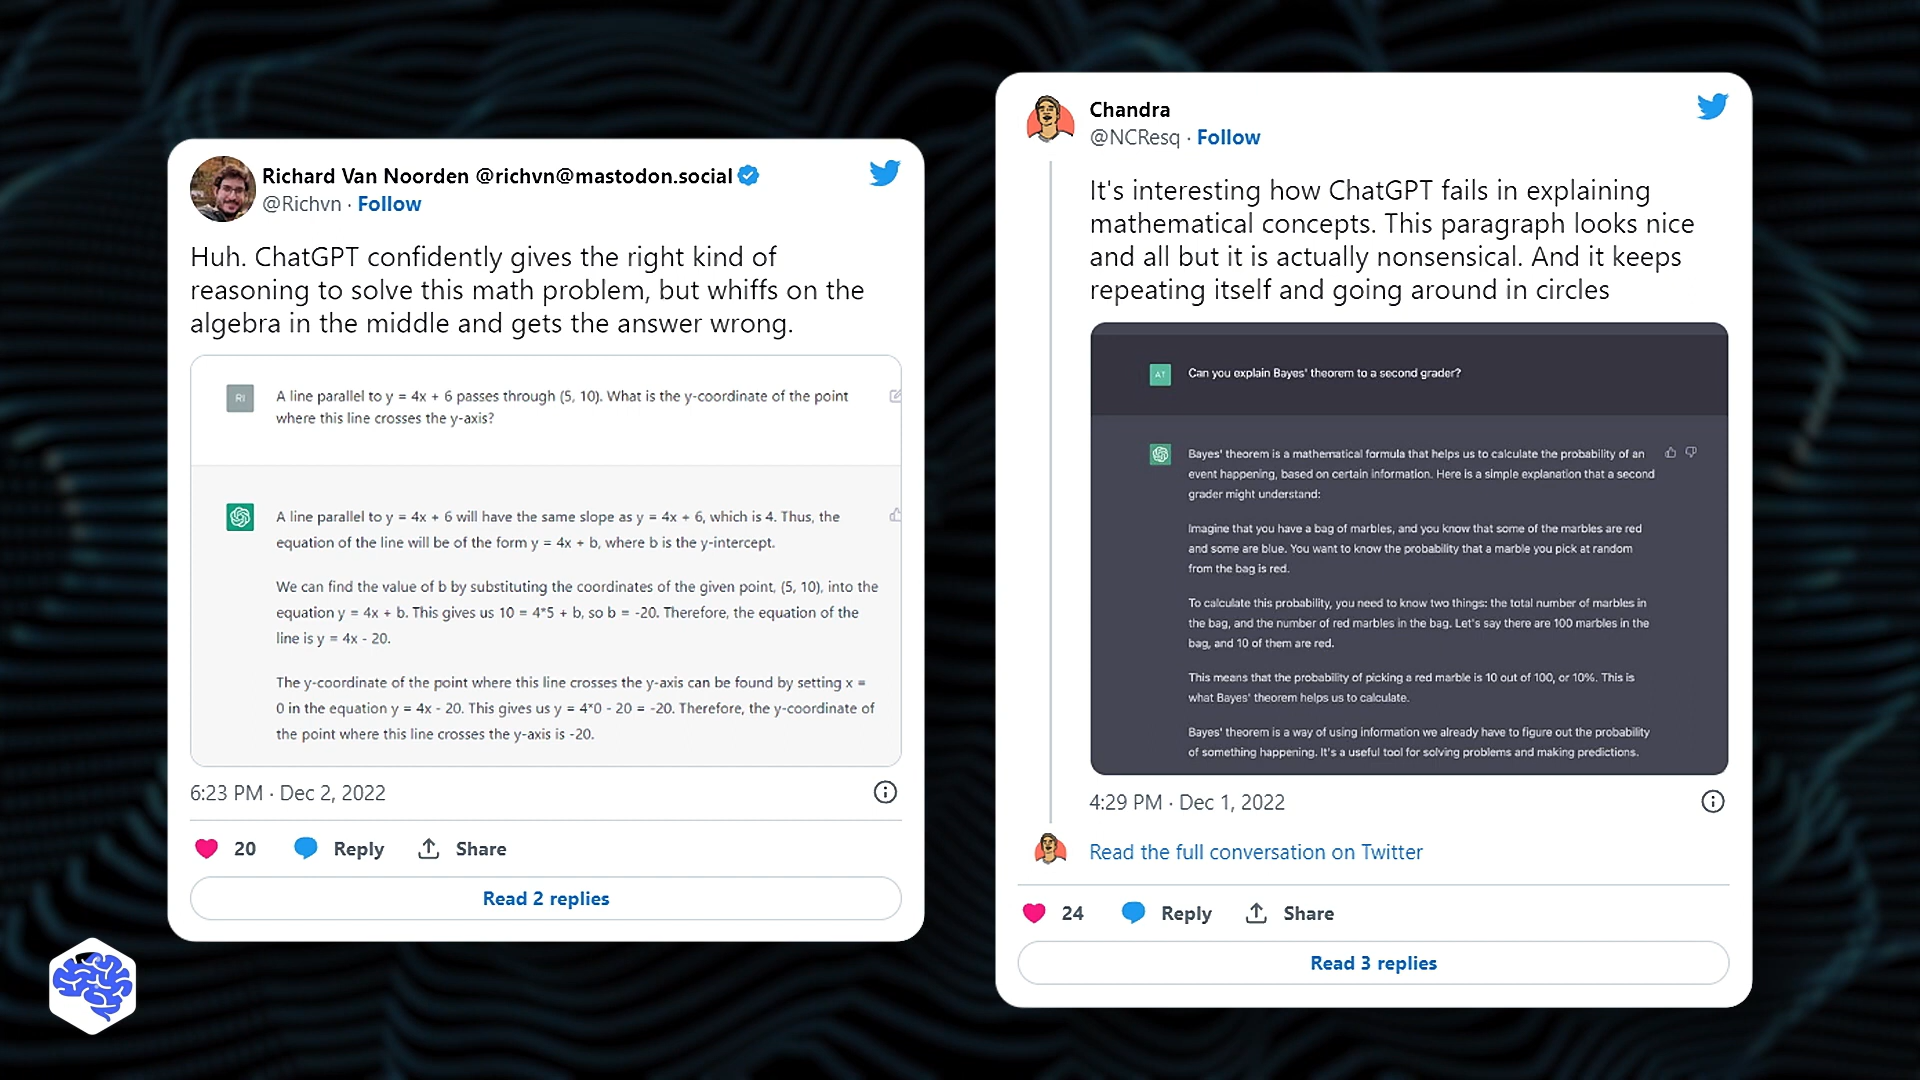 Richard Van Noorden @richvn@mastodon.social
@Richvn · Follow
Huh. ChatGPT confidently gives the right kind of
reasoning to solve this math problem, but whiffs on the
algebra in the middle and gets the answer wrong.
RI
A line parallel to y = 4x + 6 passes through (5, 10). What is the y-coordinate of the point
where this line crosses the y-axis?
A line parallel to y = 4x + 6 will have the same slope as y = 4x + 6, which is 4. Thus, the
equation of the line will be of the form y = 4x + b, where b is the y-intercept.
We can find the value of b by substituting the coordinates of the given point, (5, 10), into the
equation y = 4x + b. This gives us 10 = 4*5 + b, so b = -20. Therefore, the equation of the
line is y = 4x - 20.
The y-coordinate of the point where this line crosses the y-axis can be found by setting x =
0 in the equation y = 4x - 20. This gives us y = 4*0 - 20 = -20. Therefore, the y-coordinate of
the point where this line crosses the y-axis is -20.
6:23 PM · Dec 2, 2022
20 Reply Share
Read 2 replies
Chandra
@NCResq · Follow
It's interesting how ChatGPT fails in explaining
mathematical concepts. This paragraph looks nice
and all but it is actually nonsensical. And it keeps
repeating itself and going around in circles
AT
Can you explain Bayes' theorem to a second grader?
Bayes' theorem is a mathematical formula that helps us to calculate the probability of an
event happening, based on certain information. Here is a simple explanation that a second
grader might understand:
Imagine that you have a bag of marbles, and you know that some of the marbles are red
and some are blue. You want to know the probability that a marble you pick at random
from the bag is red.
To calculate this probability, you need to know two things: the total number of marbles in
the bag, and the number of red marbles in the bag. Let's say there are 100 marbles in the
bag, and 10 of them are red.
This means that the probability of picking a red marble is 10 out of 100, or 10%. This is
what Bayes' theorem helps us to calculate.
Bayes' theorem is a way of using information we already have to figure out the probability
of something happening. It's a useful tool for solving problems and making predictions.
4:29 PM · Dec 1, 2022
Read the full conversation on Twitter
24 Reply Share
Read 3 replies